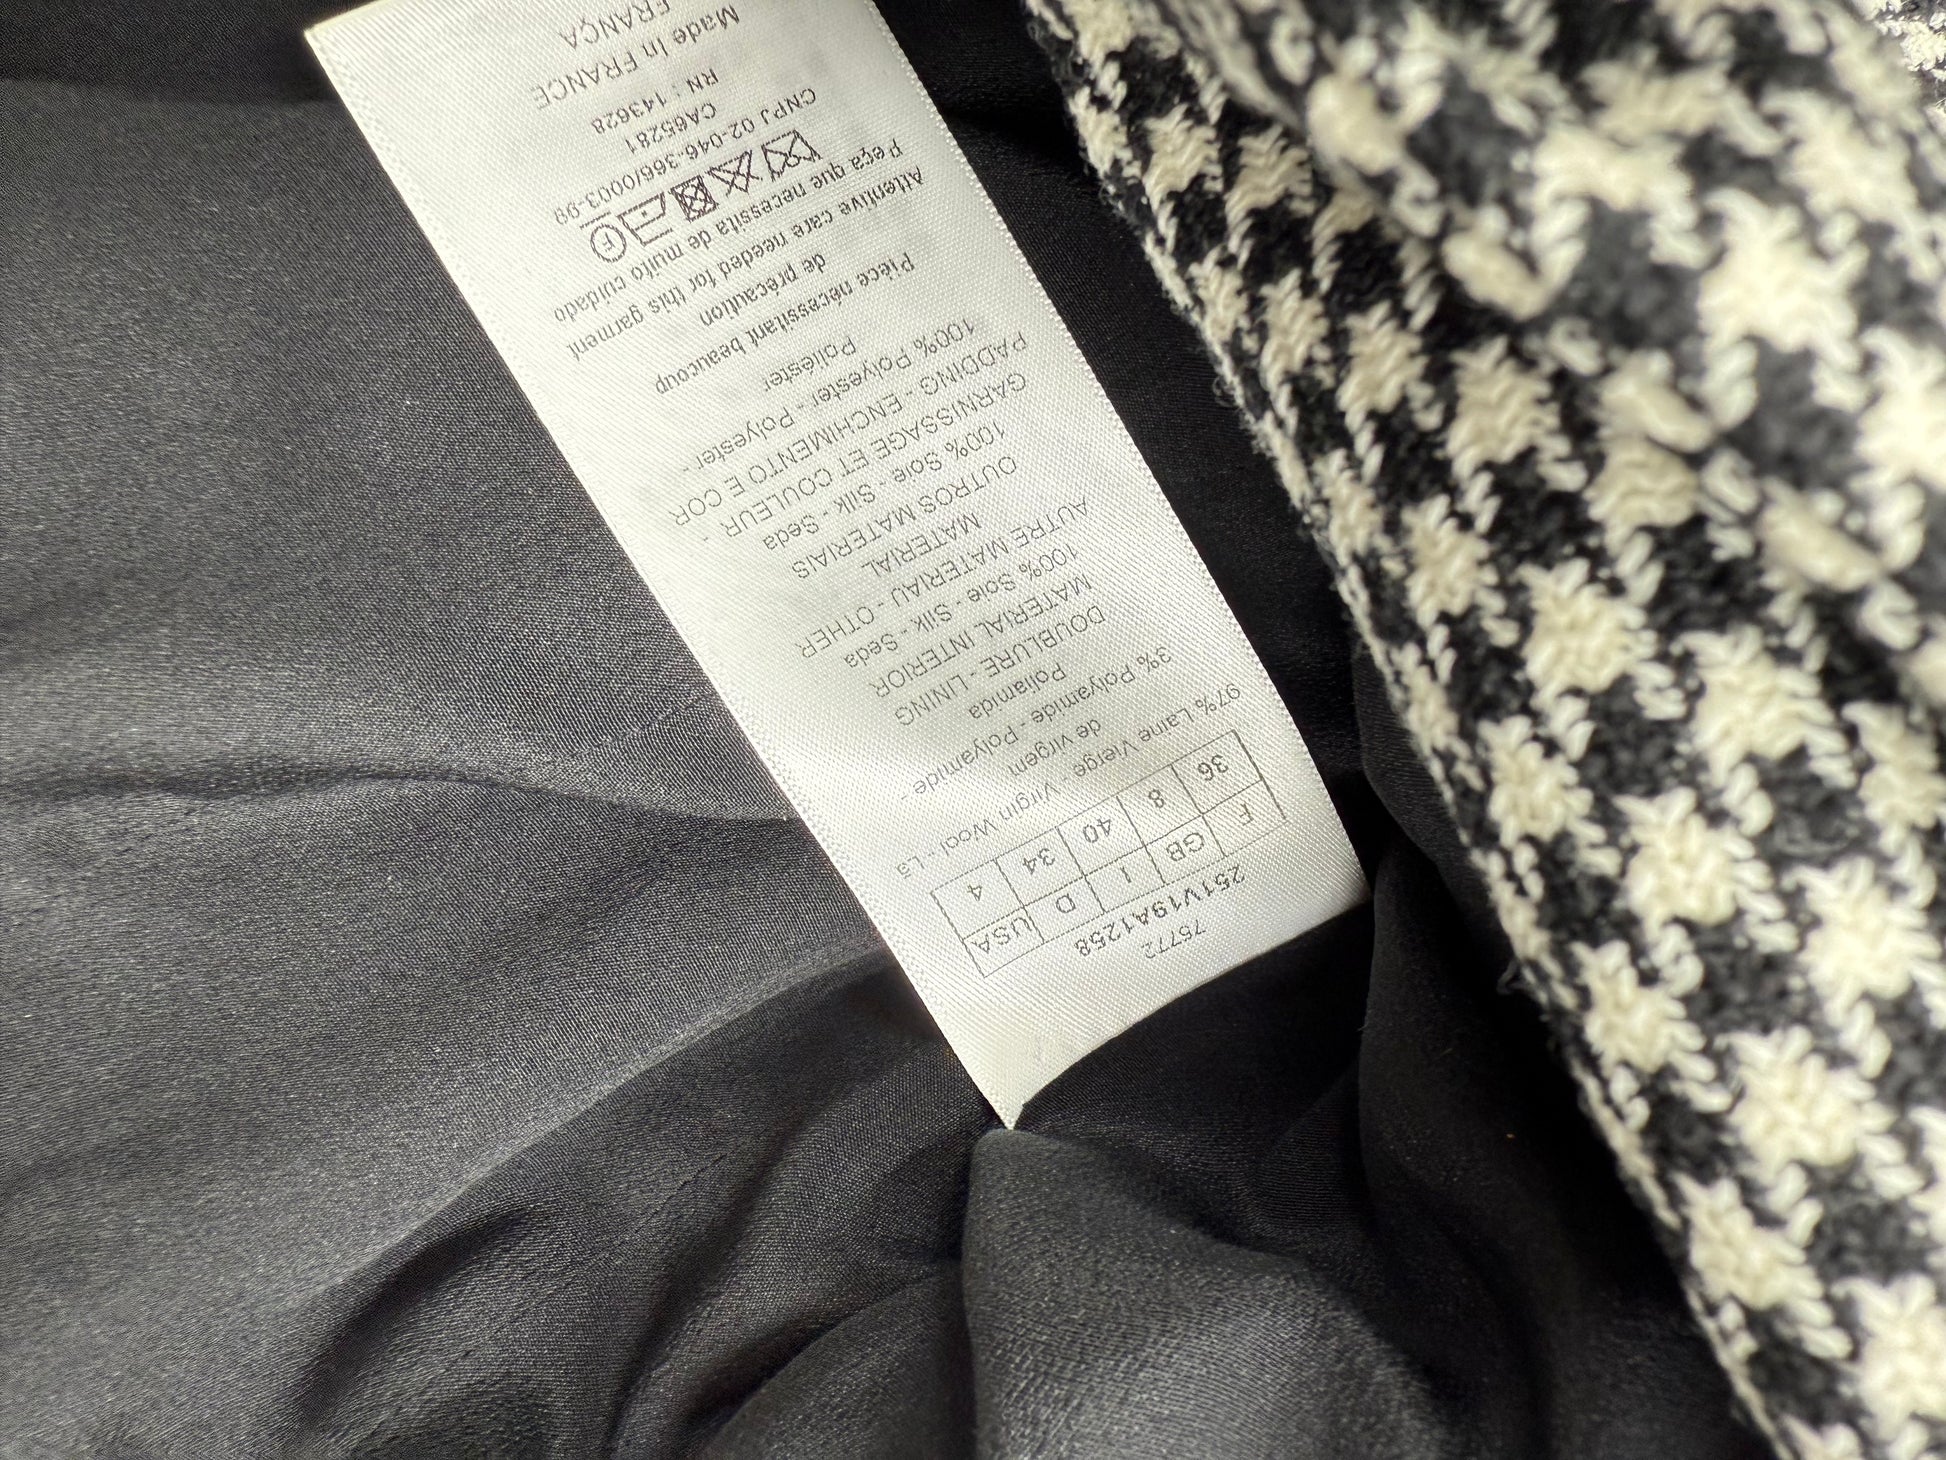 75772
251V19A1258
F GB I D USA
36 8 40 34 4
97% Laine Vierge - Virgin Wool - Lã
de virgem
3% Polyamide - Polyamide -
Poliamida
DOUBLURE - LINING
MATERIAL INTERIOR
100% Soie - Silk - Seda
AUTRE MATERIAU - OTHER
MATERIAL
OUTROS MATERIAIS
100% Soie - Silk - Seda
GARNISSAGE ET COULEUR -
PADDING - ENCHIMENTO E COR
100% Polyester - Polyester -
Poliéster
Pièce nécessitant beaucoup
de précaution
Attentive care needed for this garment
Peça que necessita de muito cuidado
CNPJ 02-046-366/0003-99
CA65281
RN : 143628
Made in FRANCE
FRANÇA